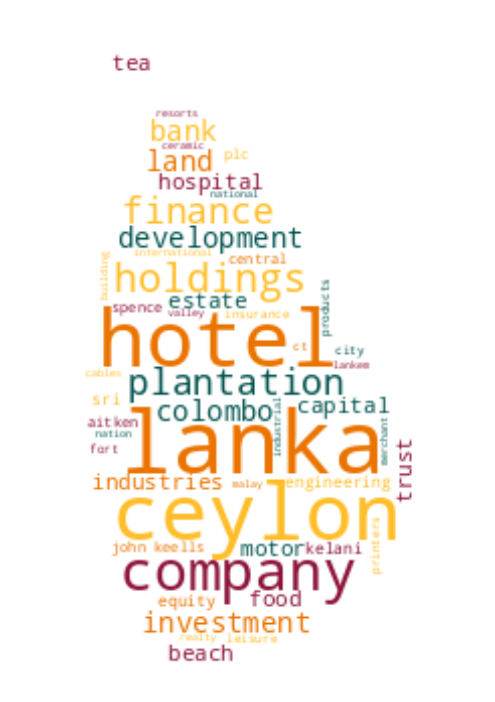 tea
resorts
bank
ceramic
land plc
hospital
national
finance
development
international
central
building
holdings
products
estate
spence valley insurance
hotel
ct city
lankem
cables
plantation
sri
colombo capital
industrial
aitken
lanka
merchant
nation
fort
trust
industries malay engineering
ceylon
printers
john keells motor kelani
company
equity food
investment
realty leisure
beach